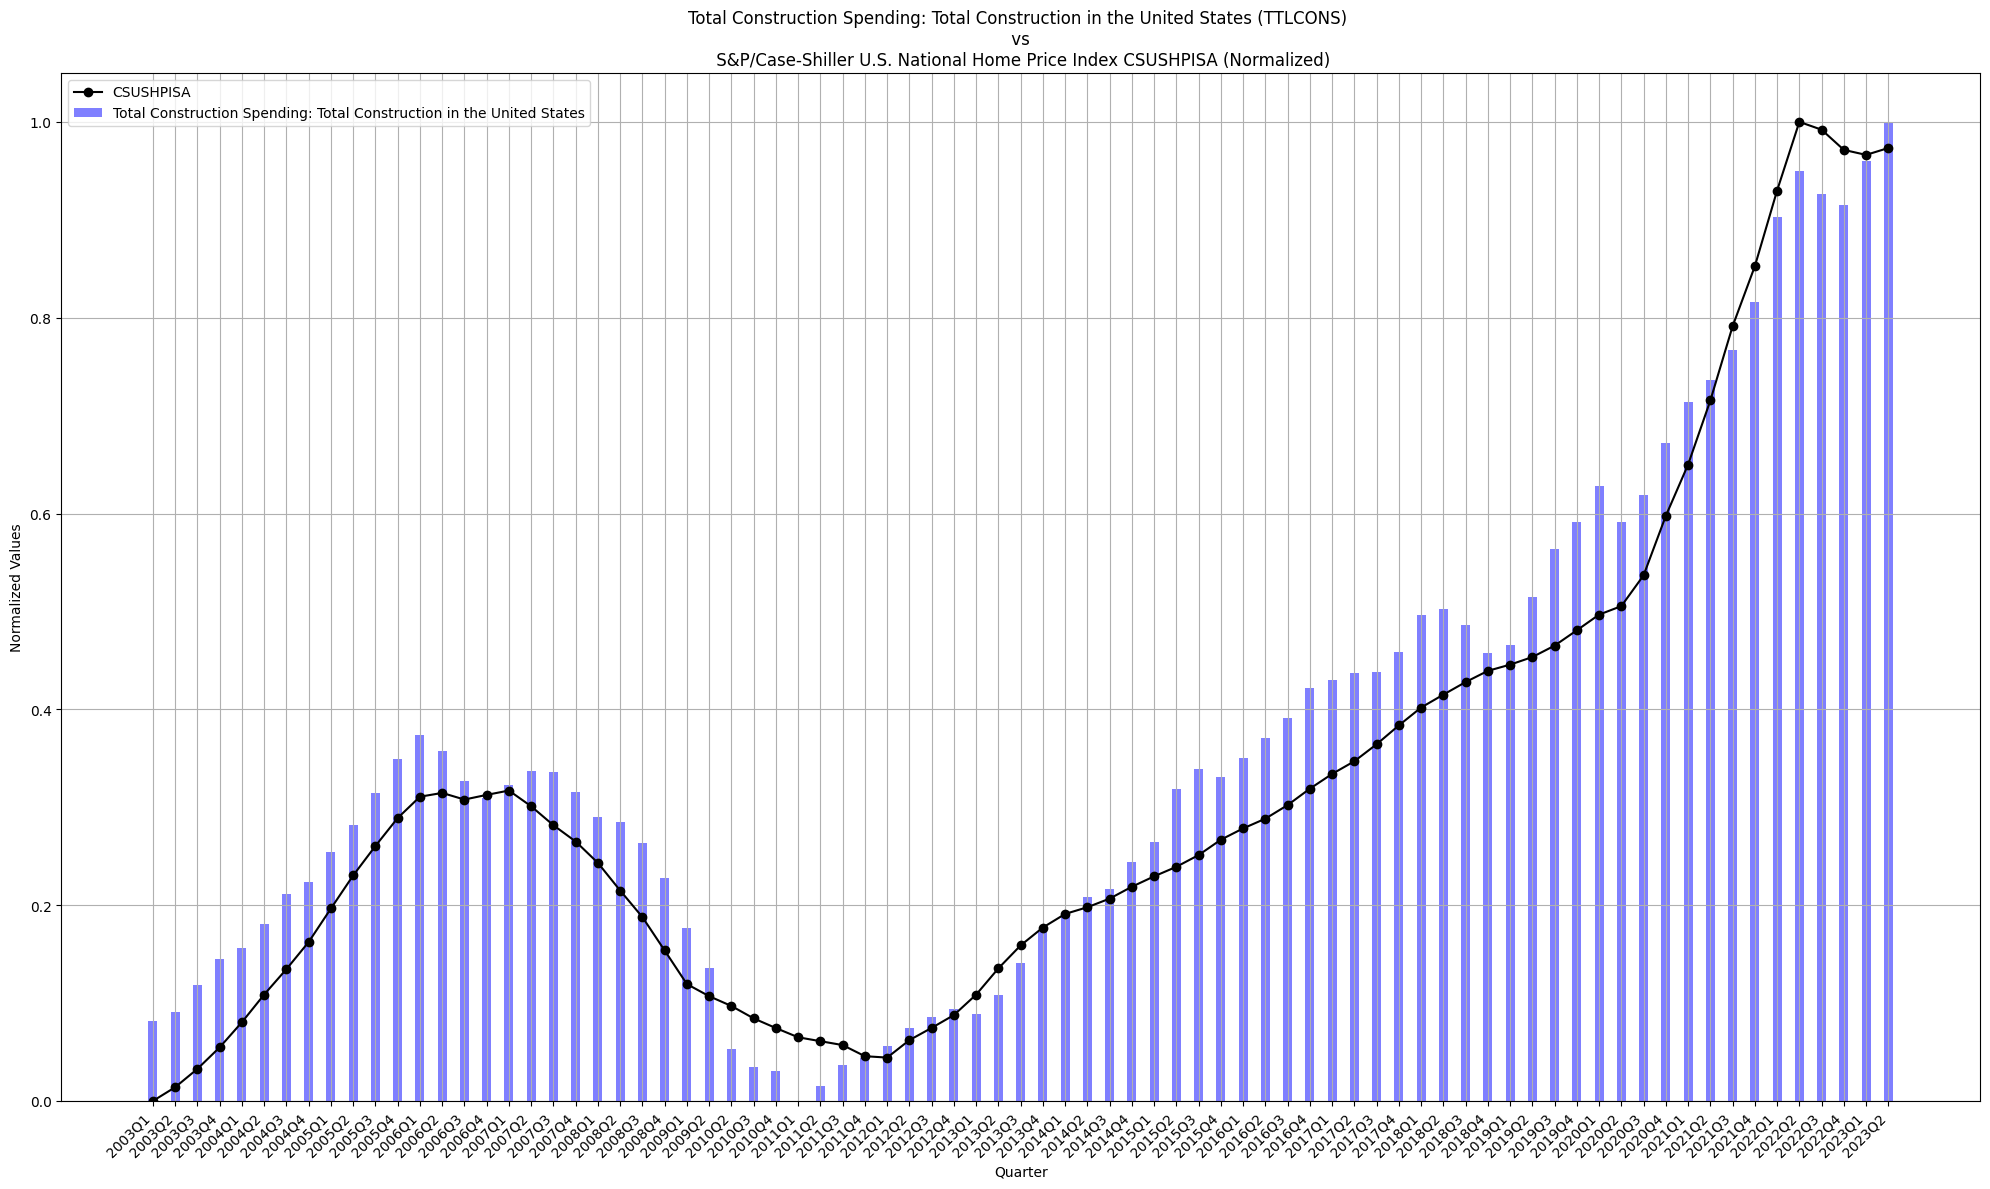 Total Construction Spending: Total Construction in the United States (TTLCONS)
vs
S&P/Case-Shiller U.S. National Home Price Index CSUSHPISA (Normalized)
CSUSHPISA
Total Construction Spending: Total Construction in the United States
Normalized Values
1.0
0.8
0.6
0.4
0.2
0.0
2003Q1
2003Q2
2003Q3
2003Q4
2004Q1
2004Q2
2004Q3
2004Q4
2005Q1
2005Q2
2005Q3
2005Q4
2006Q1
2006Q2
2006Q3
2006Q4
2007Q1
2007Q2
2007Q3
2007Q4
2008Q1
2008Q2
2008Q3
2008Q4
2009Q1
2009Q2
2010Q2
2010Q3
2010Q4
2011Q1
2011Q2
2011Q3
2011Q4
2012Q1
2012Q2
2012Q3
2012Q4
2013Q1
2013Q2
2013Q3
2013Q4
2014Q1
2014Q2
2014Q3
2014Q4
2015Q1
2015Q2
2015Q3
2015Q4
2016Q1
2016Q2
2016Q3
2016Q4
2017Q1
2017Q2
2017Q3
2017Q4
2018Q1
2018Q2
2018Q3
2018Q4
2019Q1
2019Q2
2019Q3
2019Q4
2020Q1
2020Q2
2020Q3
2020Q4
2021Q1
2021Q2
2021Q3
2021Q4
2022Q1
2022Q2
2022Q3
2022Q4
2023Q1
2023Q2
Quarter